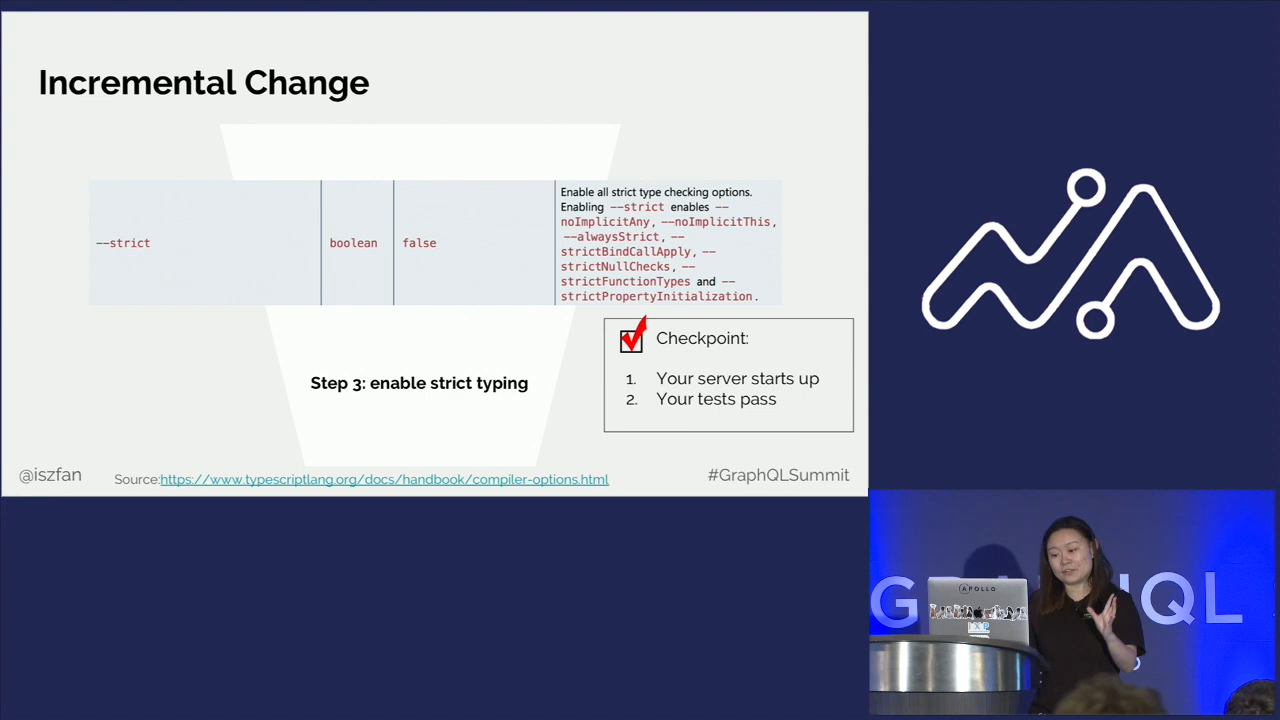 Incremental Change
--strict
boolean
false
Enable all strict type checking options.
Enabling --strict enables --
noImplicitAny, --noImplicitThis,
--alwaysStrict, --
strictBindCallApply, --
strictNullChecks, --
strictFunctionTypes and --
strictPropertyInitialization.
Checkpoint:
1. Your server starts up
2. Your tests pass
Step 3: enable strict typing
@iszfan
Source:https://www.typescriptlang.org/docs/handbook/compiler-options.html
#GraphQLSummit
APOLLO